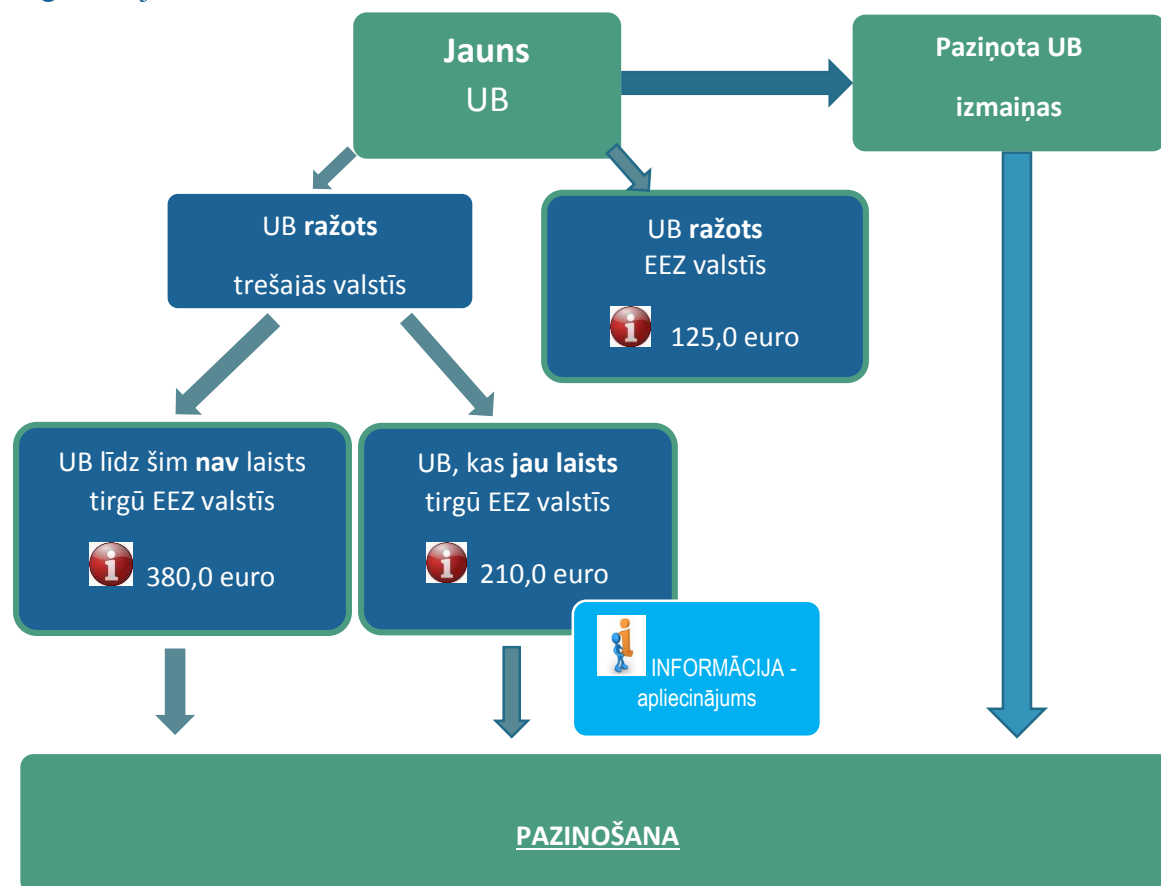 Jauns
UB
Paziņota UB
izmaiņas
UB ražots
trešajās valstīs
UB ražots
EEZ valstīs
125,0 euro
UB līdz šim nav laists
tirgū EEZ valstīs
380,0 euro
UB, kas jau laists
tirgū EEZ valstīs
210,0 euro
INFORMĀCIJA -
apliecinājums
PAZIŅOŠANA